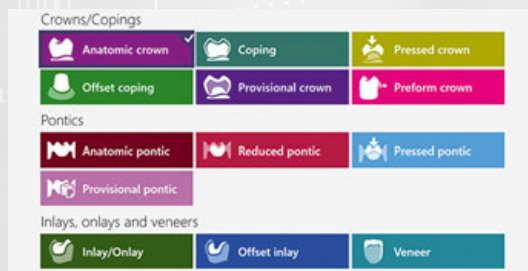 Crowns/Copings
Anatomic crown Coping Pressed crown
Offset coping Provisional crown Preform crown
Pontics
Anatomic pontic Reduced pontic Pressed pontic
Provisional pontic
Inlays, onlays and veneers
Inlay/Onlay Offset inlay Veneer